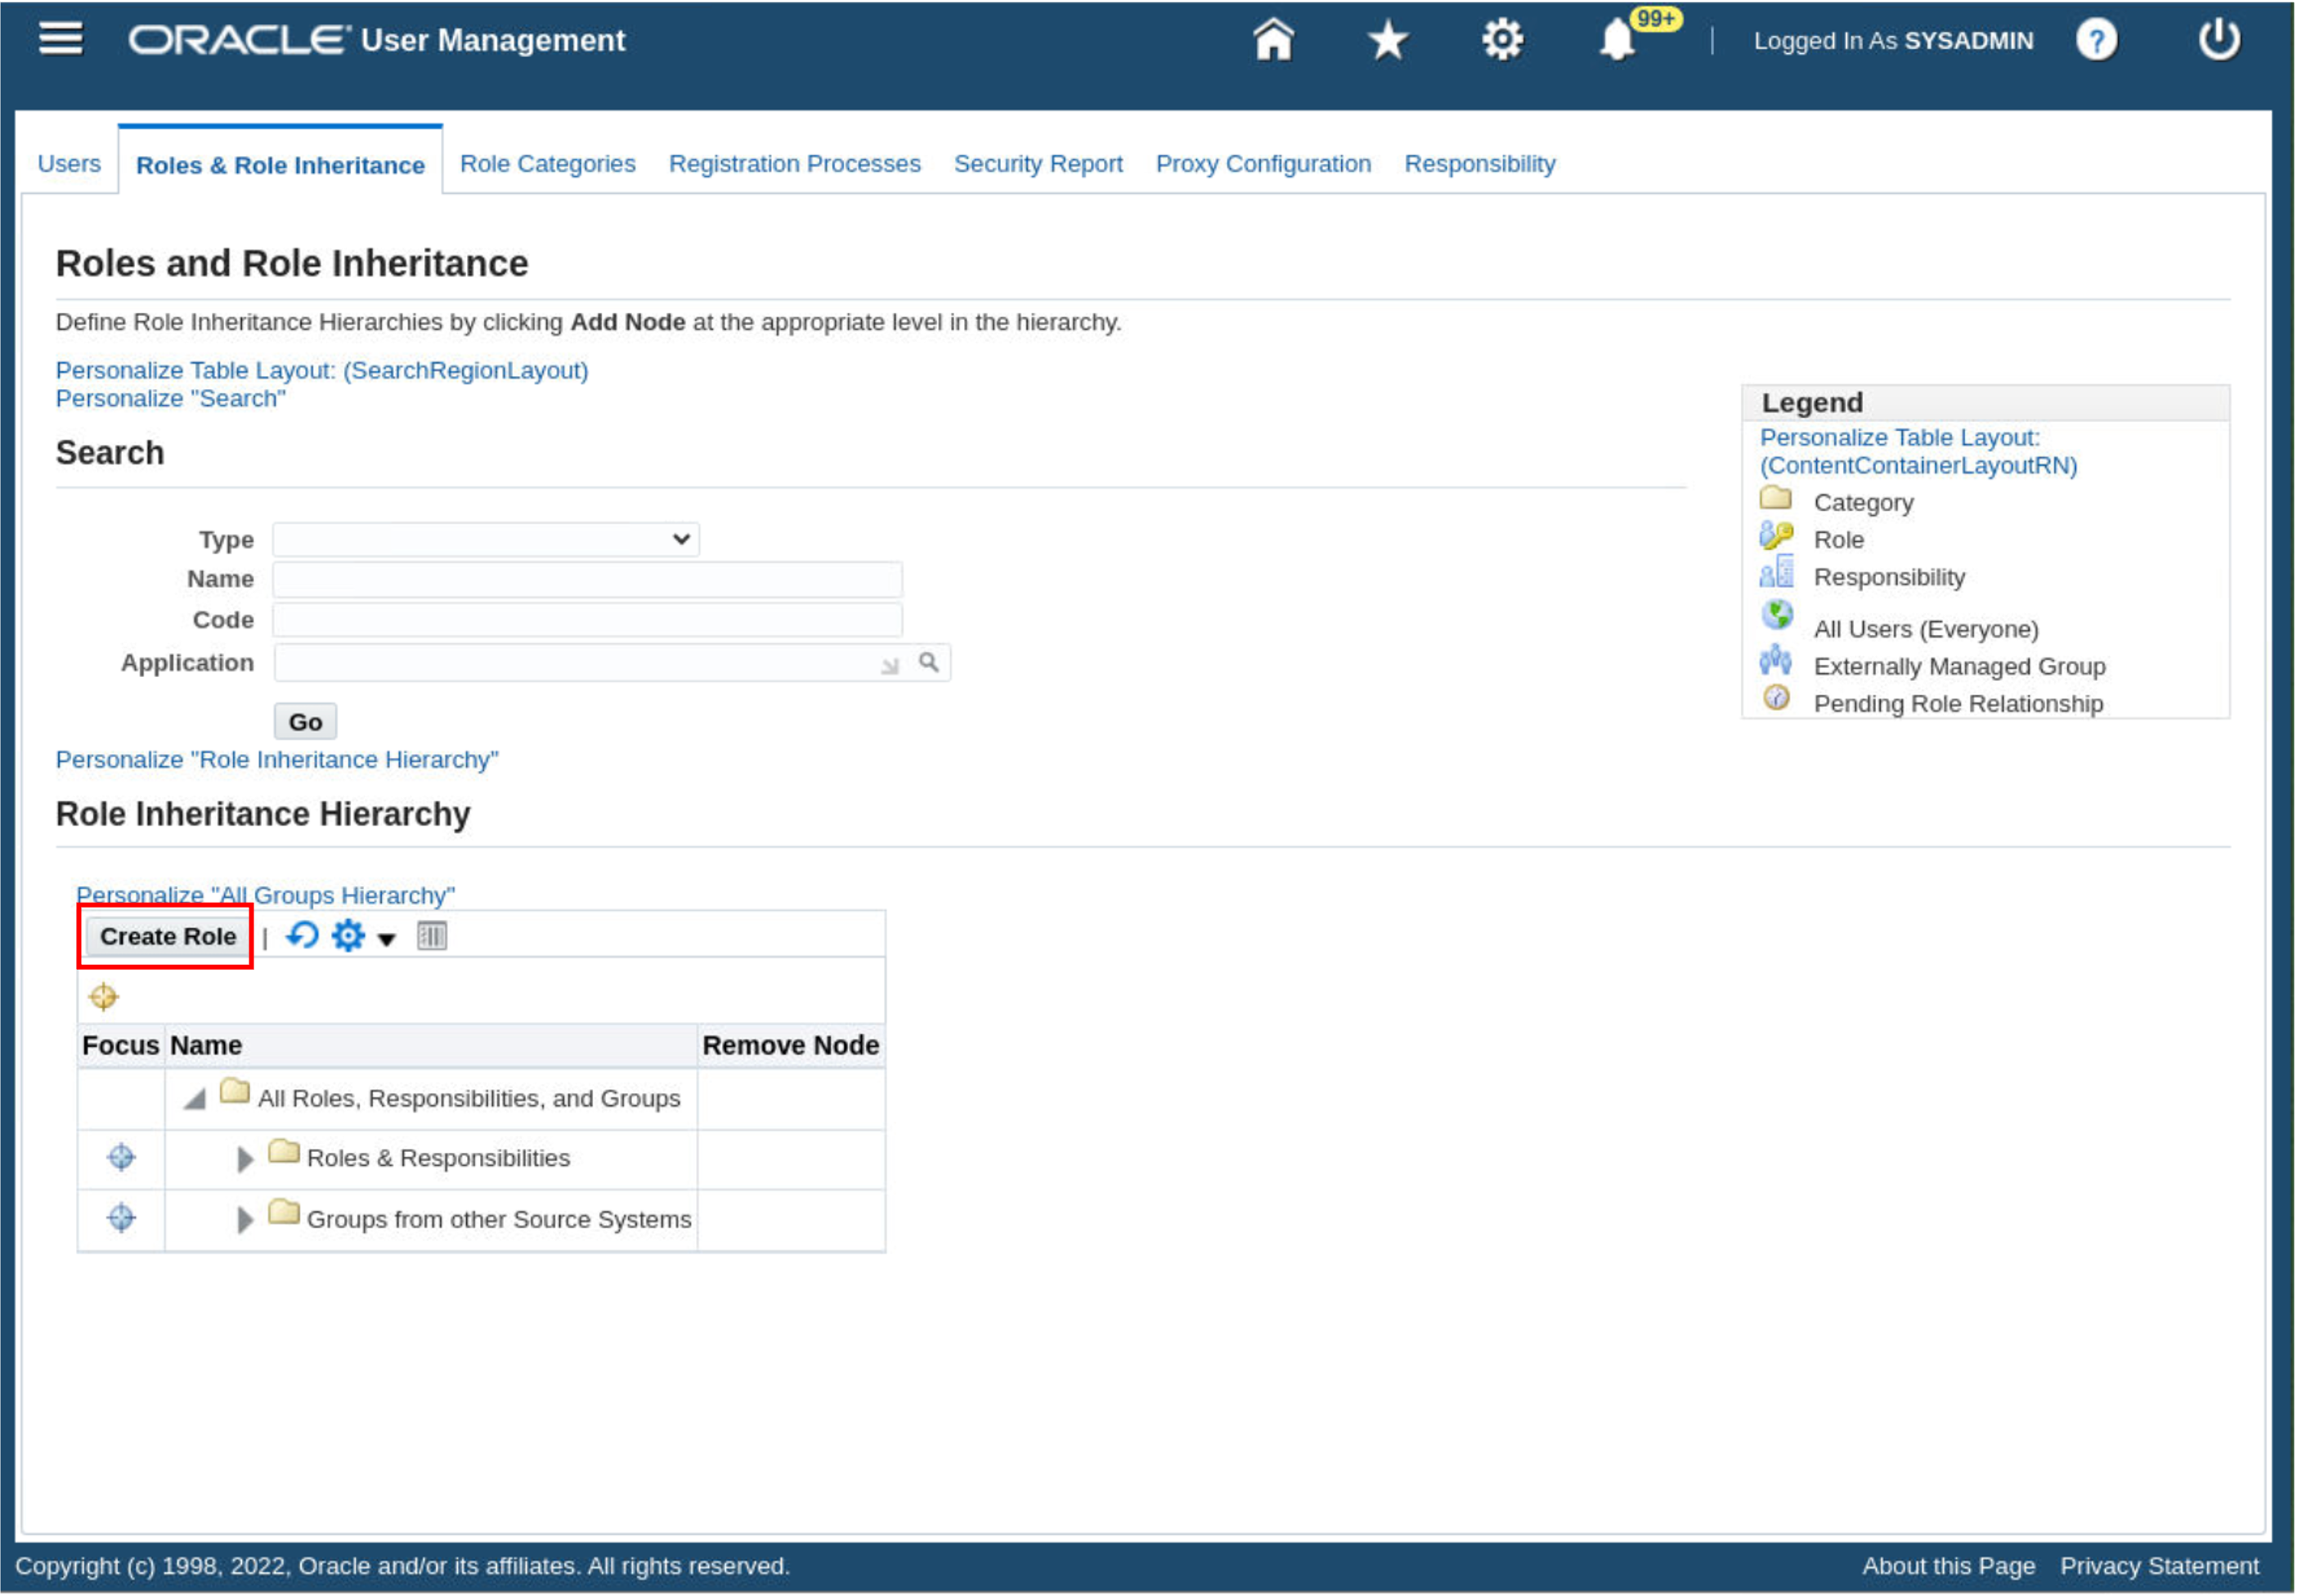 ORACLE User Management
99+
Logged In As SYSADMIN
?
Users
Roles & Role Inheritance
Role Categories
Registration Processes
Security Report
Proxy Configuration
Responsibility
Roles and Role Inheritance
Define Role Inheritance Hierarchies by clicking Add Node at the appropriate level in the hierarchy.
Personalize Table Layout: (SearchRegionLayout)
Personalize "Search"
Search
Type
Name
Code
Application
Go
Legend
Personalize Table Layout:
(ContentContainerLayoutRN)
Category
Role
Responsibility
All Users (Everyone)
Externally Managed Group
Pending Role Relationship
Personalize "Role Inheritance Hierarchy"
Role Inheritance Hierarchy
Personalize "All Groups Hierarchy"
Create Role
Focus Name Remove Node
All Roles, Responsibilities, and Groups
Roles & Responsibilities
Groups from other Source Systems
Copyright (c) 1998, 2022, Oracle and/or its affiliates. All rights reserved.
About this Page Privacy Statement